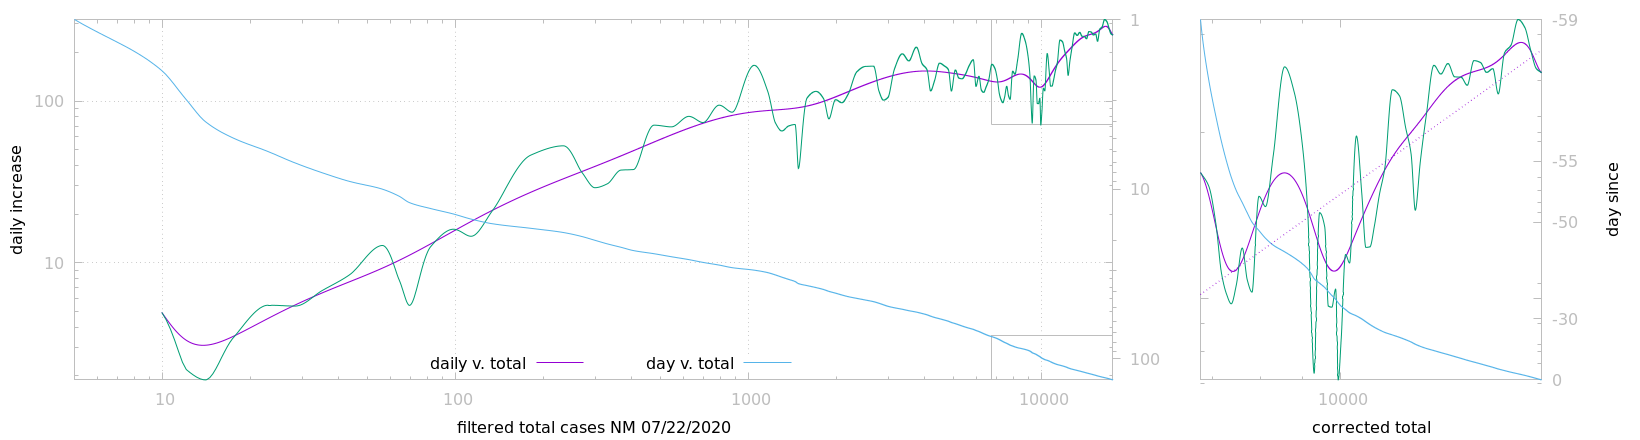 100
10
daily increase
10
100
1000
10000
filtered total cases NM 07/22/2020
daily v. total
day v. total
1
10
100
10000
corrected total
-59
-55
-50
-30
0
day since